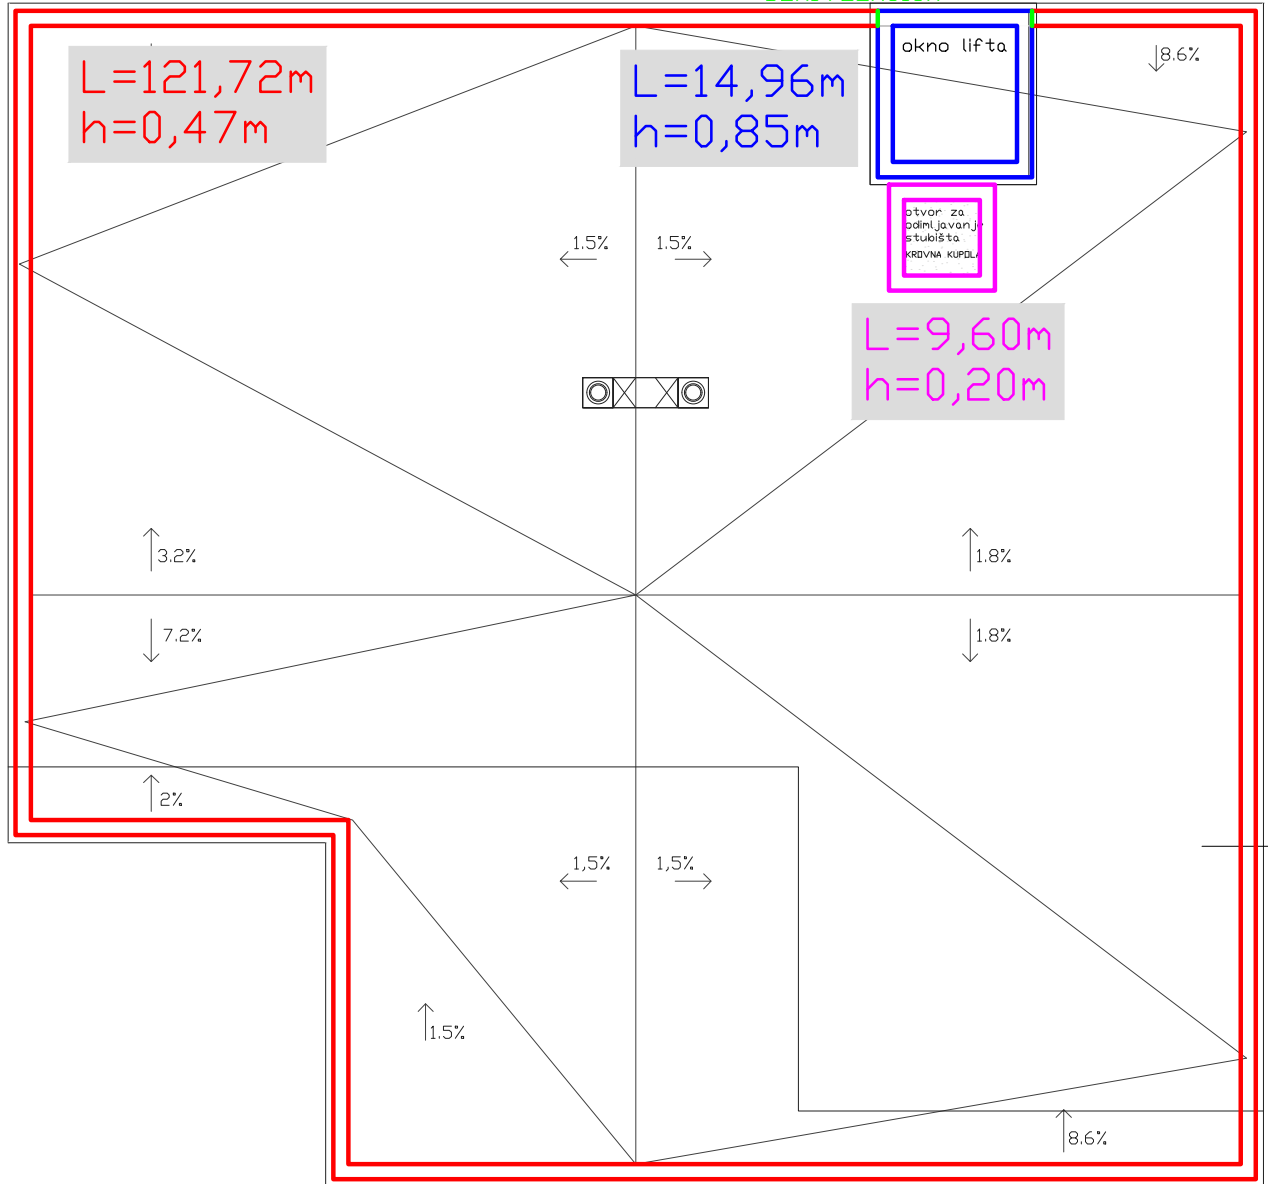 okno lifta
8.6%
L=121,72m
h=0,47m
L=14,96m
h=0,85m
otvor za
odimljavanje
stubišta
KROVNA KUPOLA
1.5%
1.5%
L=9,60m
h=0,20m
3.2%
1.8%
7.2%
1.8%
2%
1,5%
1,5%
1.5%
8.6%